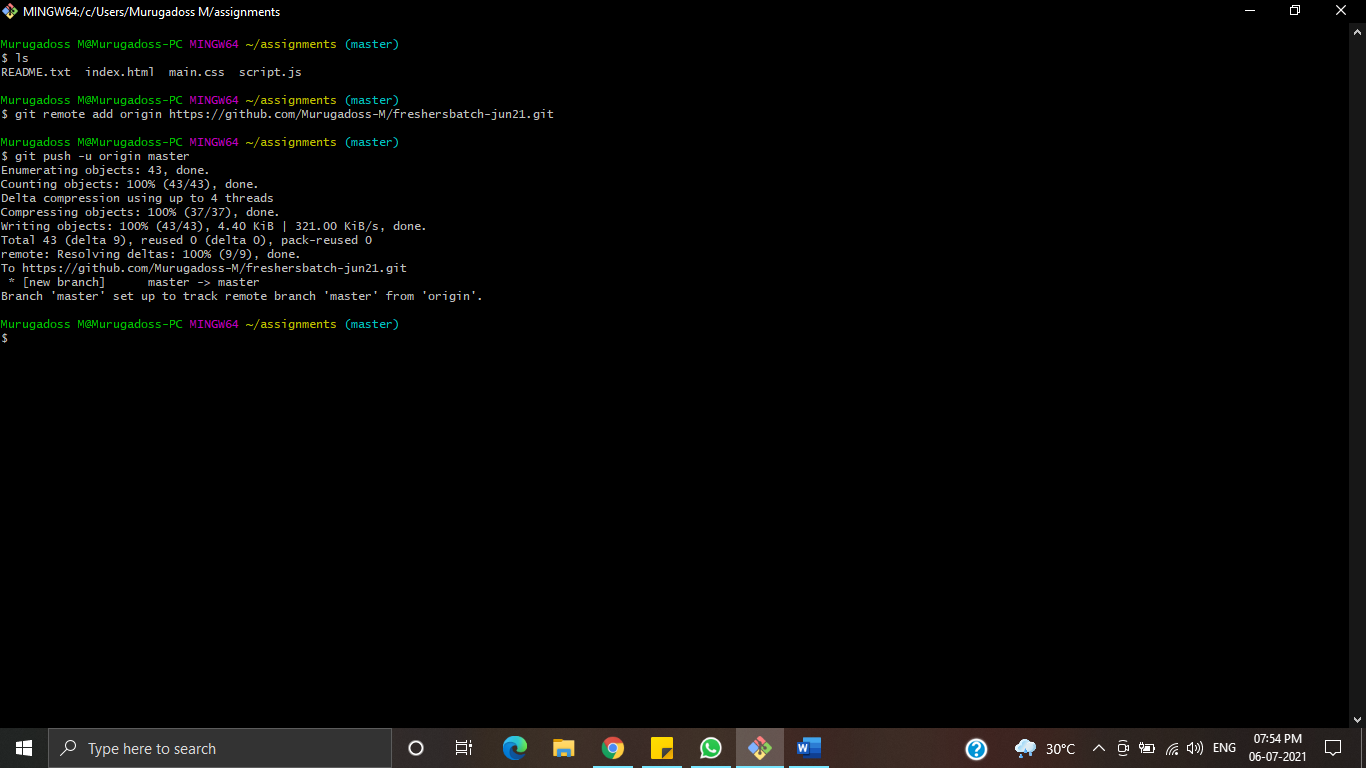 MINGW64:/c/Users/Murugadoss M/assignments
Murugadoss M@Murugadoss-PC MINGW64 ~/assignments (master)
$ ls
README.txt  index.html  main.css  script.js
Murugadoss M@Murugadoss-PC MINGW64 ~/assignments (master)
$ git remote add origin https://github.com/Murugadoss-M/freshersbatch-jun21.git
Murugadoss M@Murugadoss-PC MINGW64 ~/assignments (master)
$ git push -u origin master
Enumerating objects: 43, done.
Counting objects: 100% (43/43), done.
Delta compression using up to 4 threads
Compressing objects: 100% (37/37), done.
Writing objects: 100% (43/43), 4.40 KiB | 321.00 KiB/s, done.
Total 43 (delta 9), reused 0 (delta 0), pack-reused 0
remote: Resolving deltas: 100% (9/9), done.
To https://github.com/Murugadoss-M/freshersbatch-jun21.git
 * [new branch]      master -> master
Branch 'master' set up to track remote branch 'master' from 'origin'.
Murugadoss M@Murugadoss-PC MINGW64 ~/assignments (master)
$
Type here to search
W
?
30°C
ENG
07:54 PM
06-07-2021